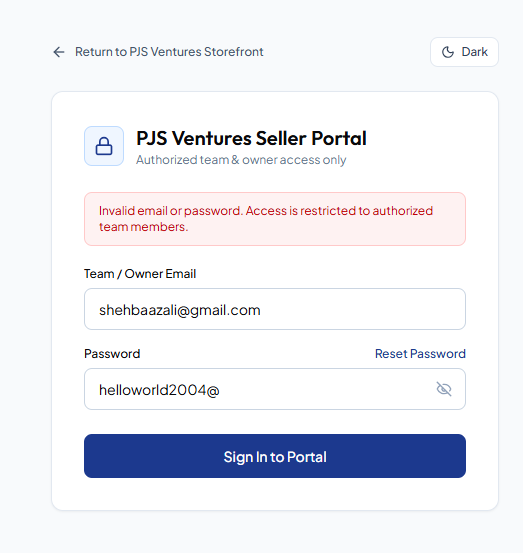 Return to PJS Ventures Storefront
Dark
PJS Ventures Seller Portal
Authorized team & owner access only
Invalid email or password. Access is restricted to authorized
team members.
Team / Owner Email
shehbaazali@gmail.com
Password
Reset Password
helloworld2004@
Sign In to Portal